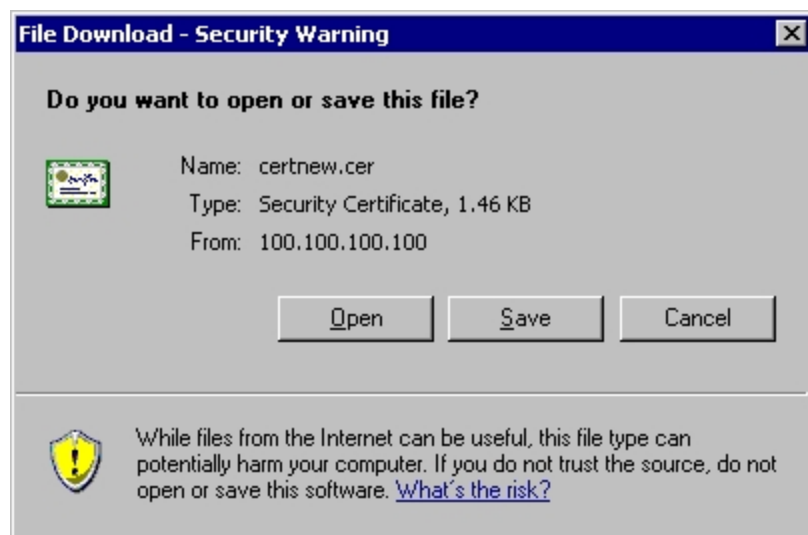 File Download - Security Warning
Do you want to open or save this file?
Name: certnew.cer
Type: Security Certificate, 1.46 KB
From: 100.100.100.100
Open Save Cancel
While files from the Internet can be useful, this file type can
potentially harm your computer. If you do not trust the source, do not
open or save this software. What's the risk?